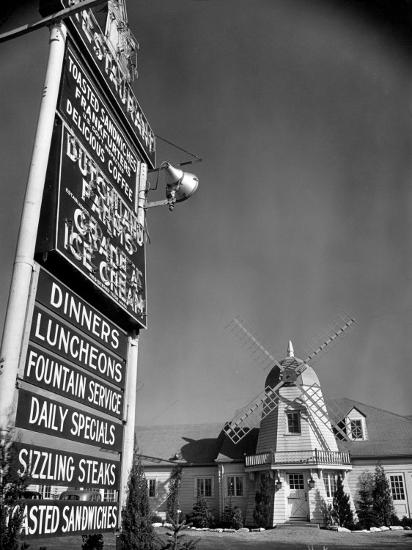 RESTAURANT
TOASTED SANDWICHES
FRANKFURTERS
DELICIOUS COFFEE
DUTCHLAND
FARMS
GRADE A
ICE CREAM
DINNERS
LUNCHEONS
FOUNTAIN SERVICE
DAILY SPECIALS
SIZZLING STEAKS
TOASTED SANDWICHES